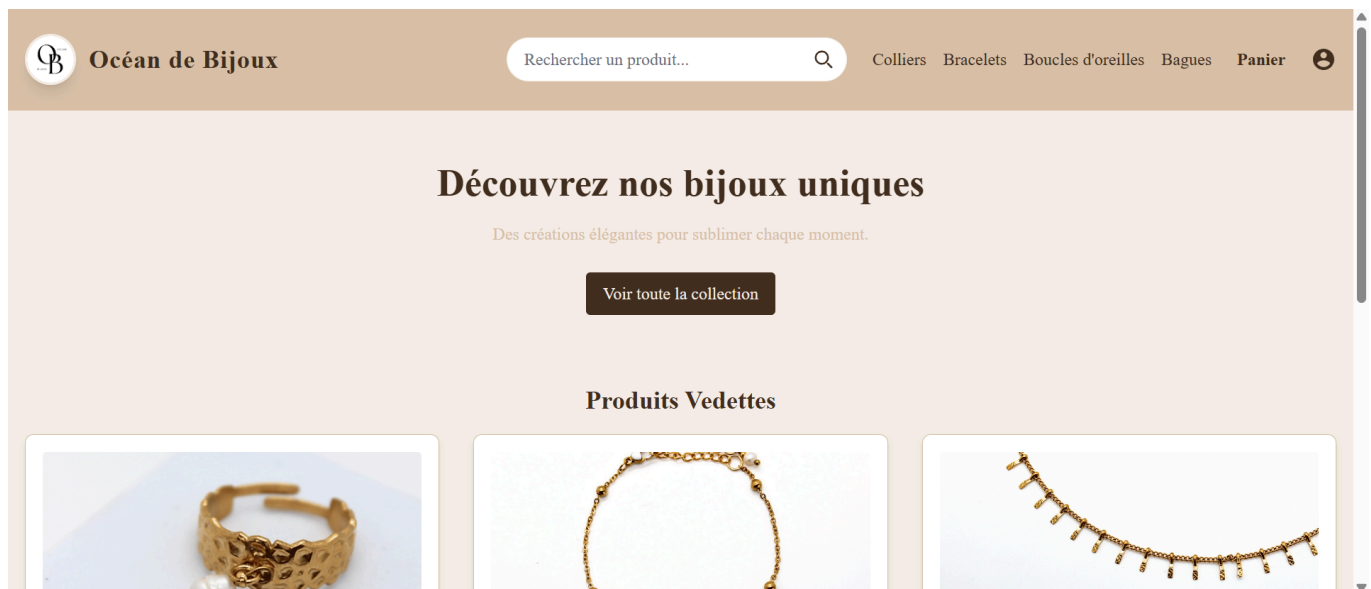 OB
Océan de Bijoux
Rechercher un produit...
Colliers Bracelets Boucles d'oreilles Bagues Panier
Découvrez nos bijoux uniques
Des créations élégantes pour sublimer chaque moment.
Voir toute la collection
Produits Vedettes